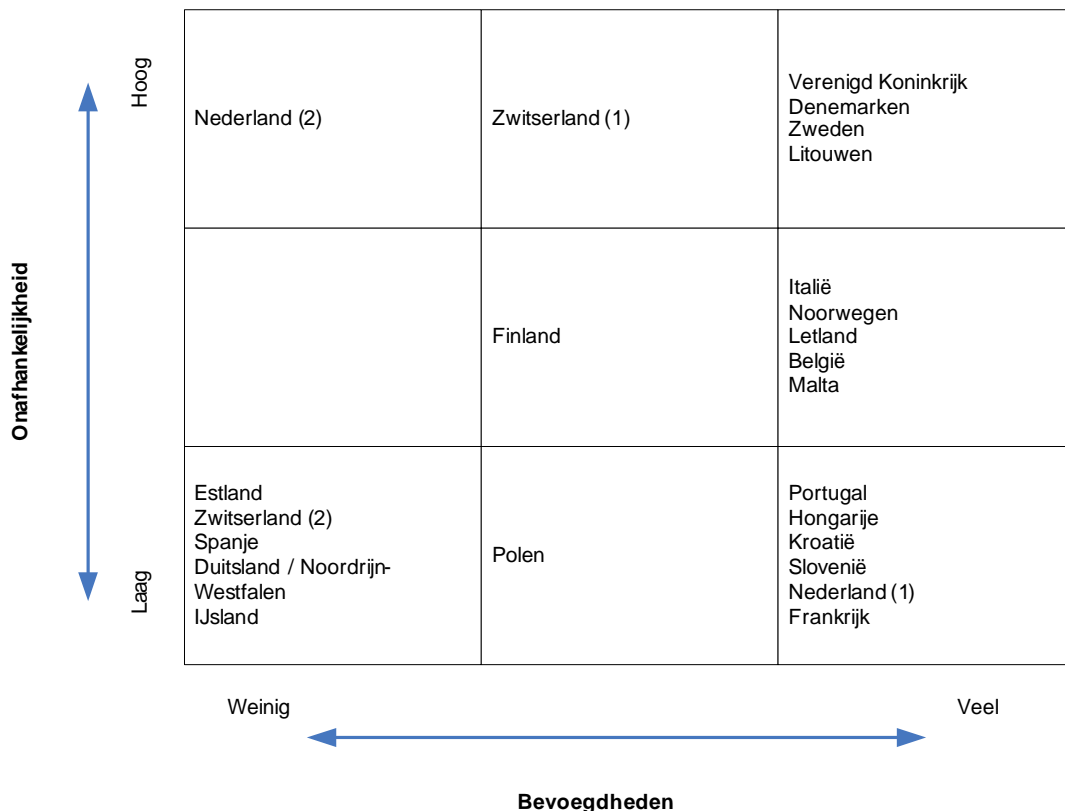 Hoog
Nederland (2)
Zwitserland (1)
Verenigd Koninkrijk
Denemarken
Zweden
Litouwen
Onafhankelijkheid
Finland
Italië
Noorwegen
Letland
België
Malta
Laag
Estland
Zwitserland (2)
Spanje
Duitsland / Noordrijn-
Westfalen
IJsland
Polen
Portugal
Hongarije
Kroatië
Slovenië
Nederland (1)
Frankrijk
Weinig
Veel
Bevoegdheden